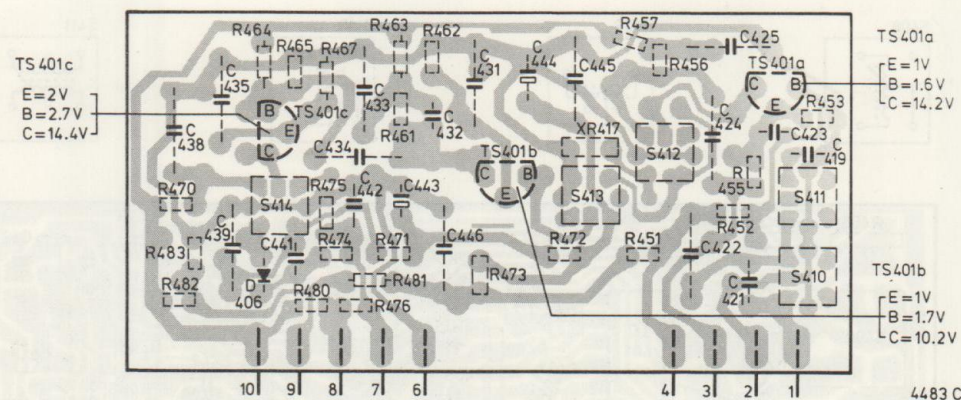 TS401c
E=2V
B=2.7V
C=14.4V
R464
R465
R467
R463
R462
C
435
C
433
C
431
C
444
C445
R457
C425
R456
TS401a
TS401a
E=1V
B=1.6V
C=14.2V
B
E
C
TS401c
C
438
R461
C
432
C434
XR417
S412
C
424
C
B
E
R453
C423
C
419
TS401b
C
B
E
R470
S414
R475
C
442
C443
S413
R
455
R452
S411
C
439
R483
C441
R474
R471
C446
R472
R451
C422
S410
R482
D
406
R480
R481
R476
R473
C
421
TS401b
E=1V
B=1.7V
C=10.2V
10
9
8
7
6
4
3
2
1
4483 C